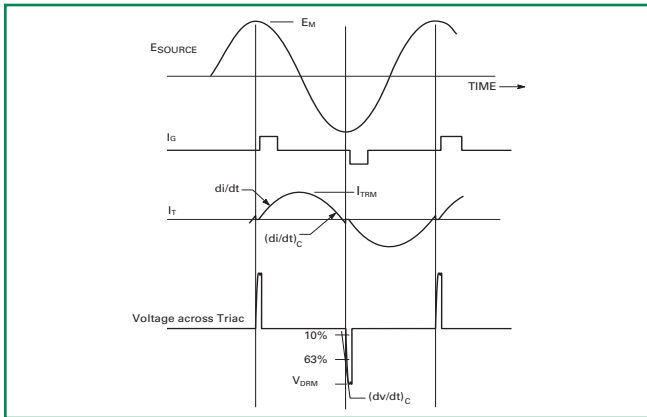 EM
ESOURCE
TIME
IG
di/dt
ITRM
IT
(di/dt)C
Voltage across Triac
10%
63%
VDRM
(dv/dt)C